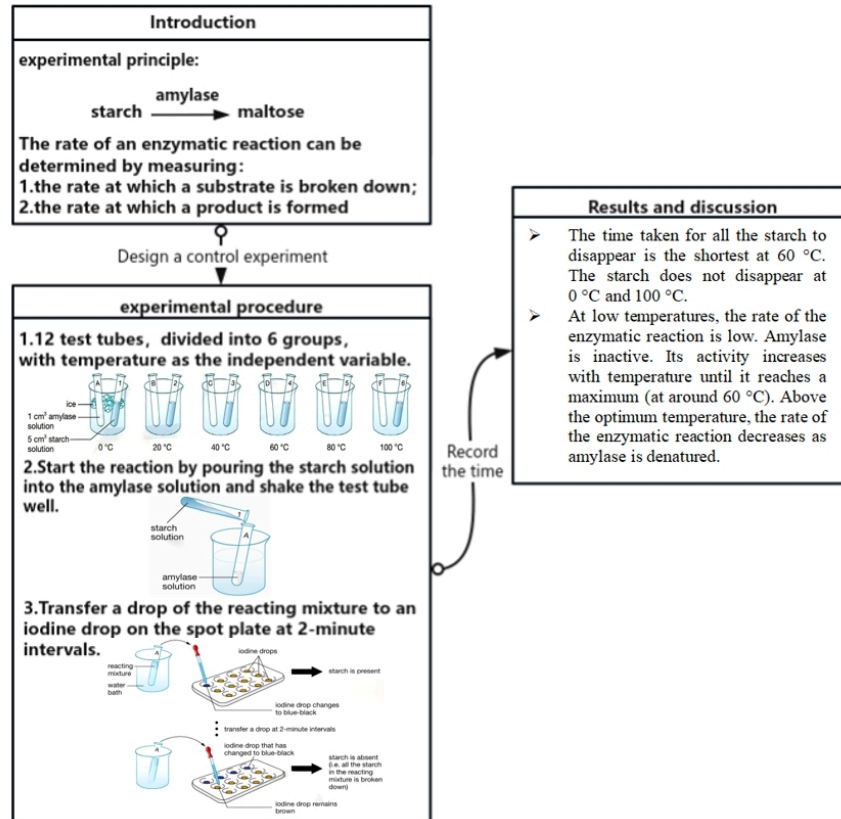 Introduction
experimental principle:
amylase
starch maltose
The rate of an enzymatic reaction can be
determined by measuring:
1.the rate at which a substrate is broken down;
2.the rate at which a product is formed
Design a control experiment
experimental procedure
1.12 test tubes, divided into 6 groups,
with temperature as the independent variable.
A 1 B 2 C 3 D 4 E 5 F 6
ice
1 cm³ amylase
solution
5 cm³ starch
solution
0 °C 20 °C 40 °C 60 °C 80 °C 100 °C
2.Start the reaction by pouring the starch solution
into the amylase solution and shake the test tube
well.
1
starch
solution
A
amylase
solution
3.Transfer a drop of the reacting mixture to an
iodine drop on the spot plate at 2-minute
intervals.
A
iodine drops
reacting
mixture
water
bath
starch is present
iodine drop changes
to blue-black
transfer a drop at 2-minute intervals
A
iodine drop that has
changed to blue-black
starch is absent
(i.e. all the starch
in the reacting
mixture is broken
down)
iodine drop remains
brown
Record
the time
Results and discussion
➢ The time taken for all the starch to
disappear is the shortest at 60 °C.
The starch does not disappear at
0 °C and 100 °C.
➢ At low temperatures, the rate of the
enzymatic reaction is low. Amylase
is inactive. Its activity increases
with temperature until it reaches a
maximum (at around 60 °C). Above
the optimum temperature, the rate of
the enzymatic reaction decreases as
amylase is denatured.